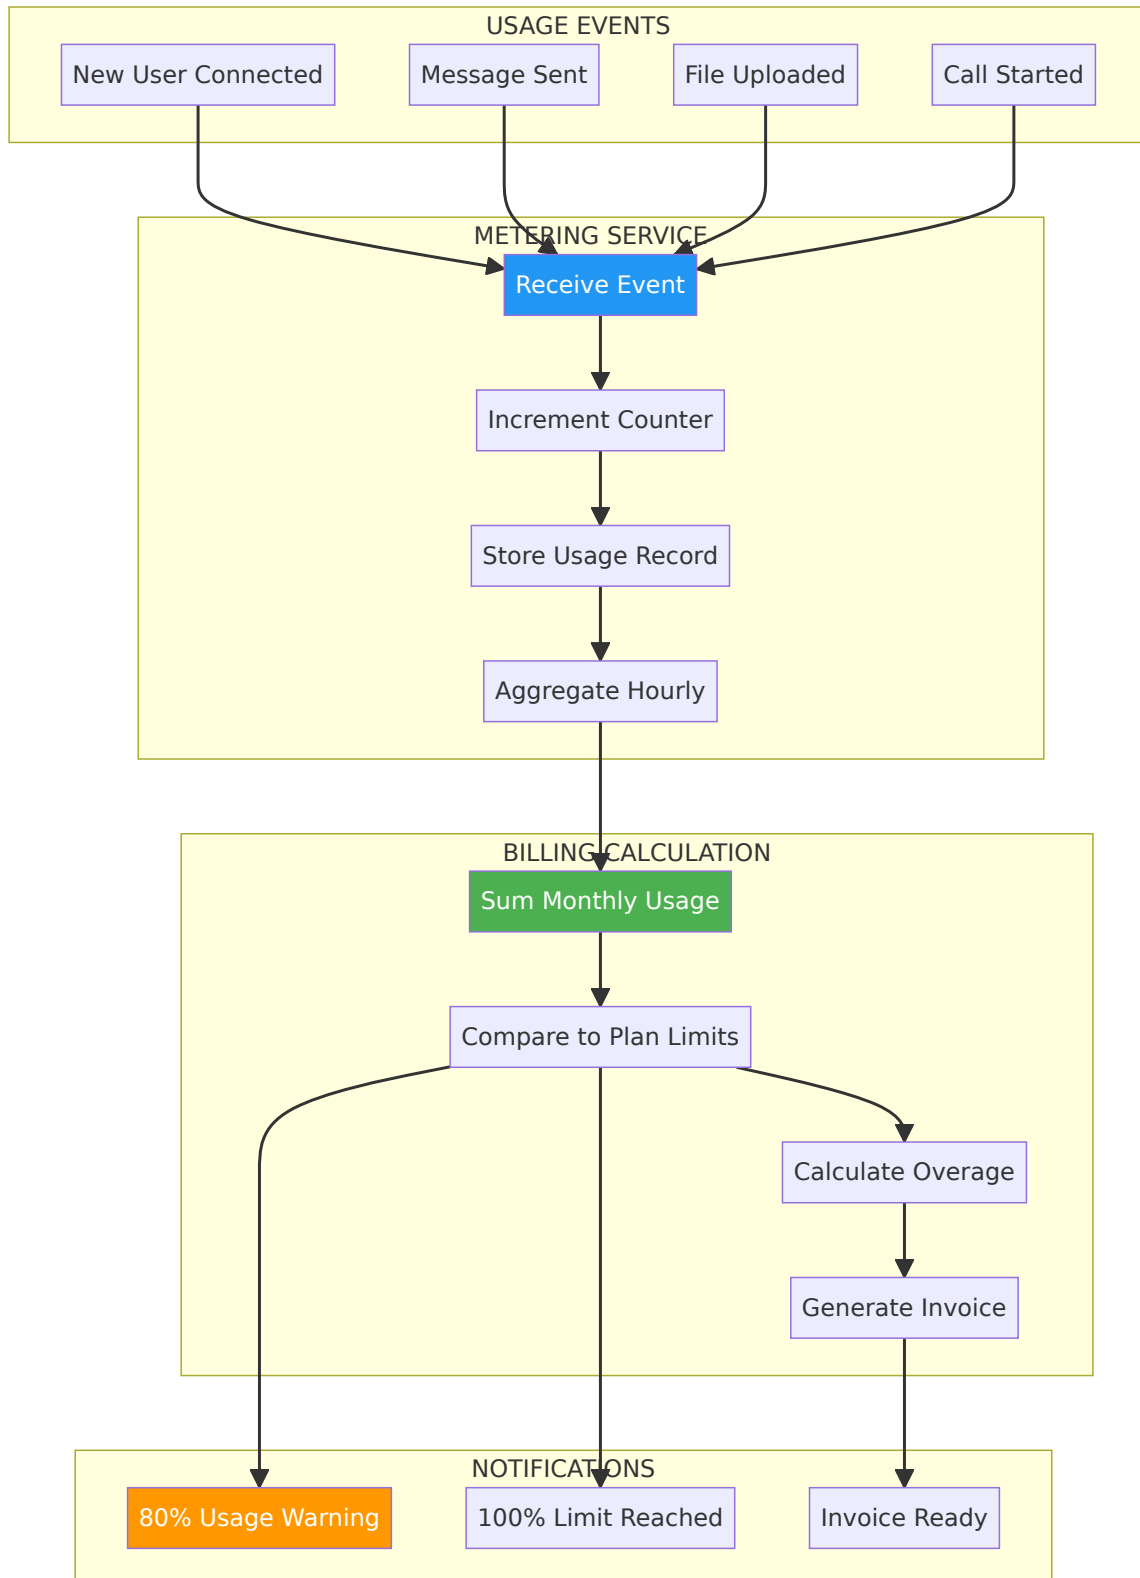 USAGE EVENTS
New User Connected
Message Sent
File Uploaded
Call Started
METERING SERVICE
Receive Event
Increment Counter
Store Usage Record
Aggregate Hourly
BILLING CALCULATION
Sum Monthly Usage
Compare to Plan Limits
Calculate Overage
Generate Invoice
NOTIFICATIONS
80% Usage Warning
100% Limit Reached
Invoice Ready